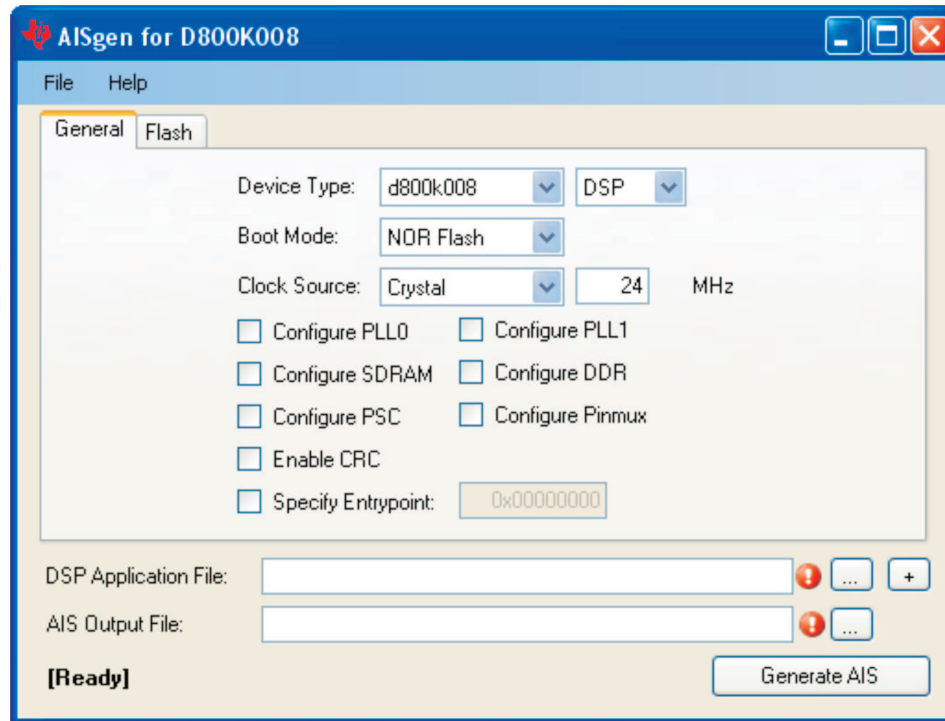 AISgen for D800K008
File Help
General Flash
Device Type: d800k008 DSP
Boot Mode: NOR Flash
Clock Source: Crystal 24 MHz
Configure PLL0 Configure PLL1
Configure SDRAM Configure DDR
Configure PSC Configure Pinmux
Enable CRC
Specify Entrypoint: 0x00000000
DSP Application File: ... +
AIS Output File: ...
[Ready] Generate AIS